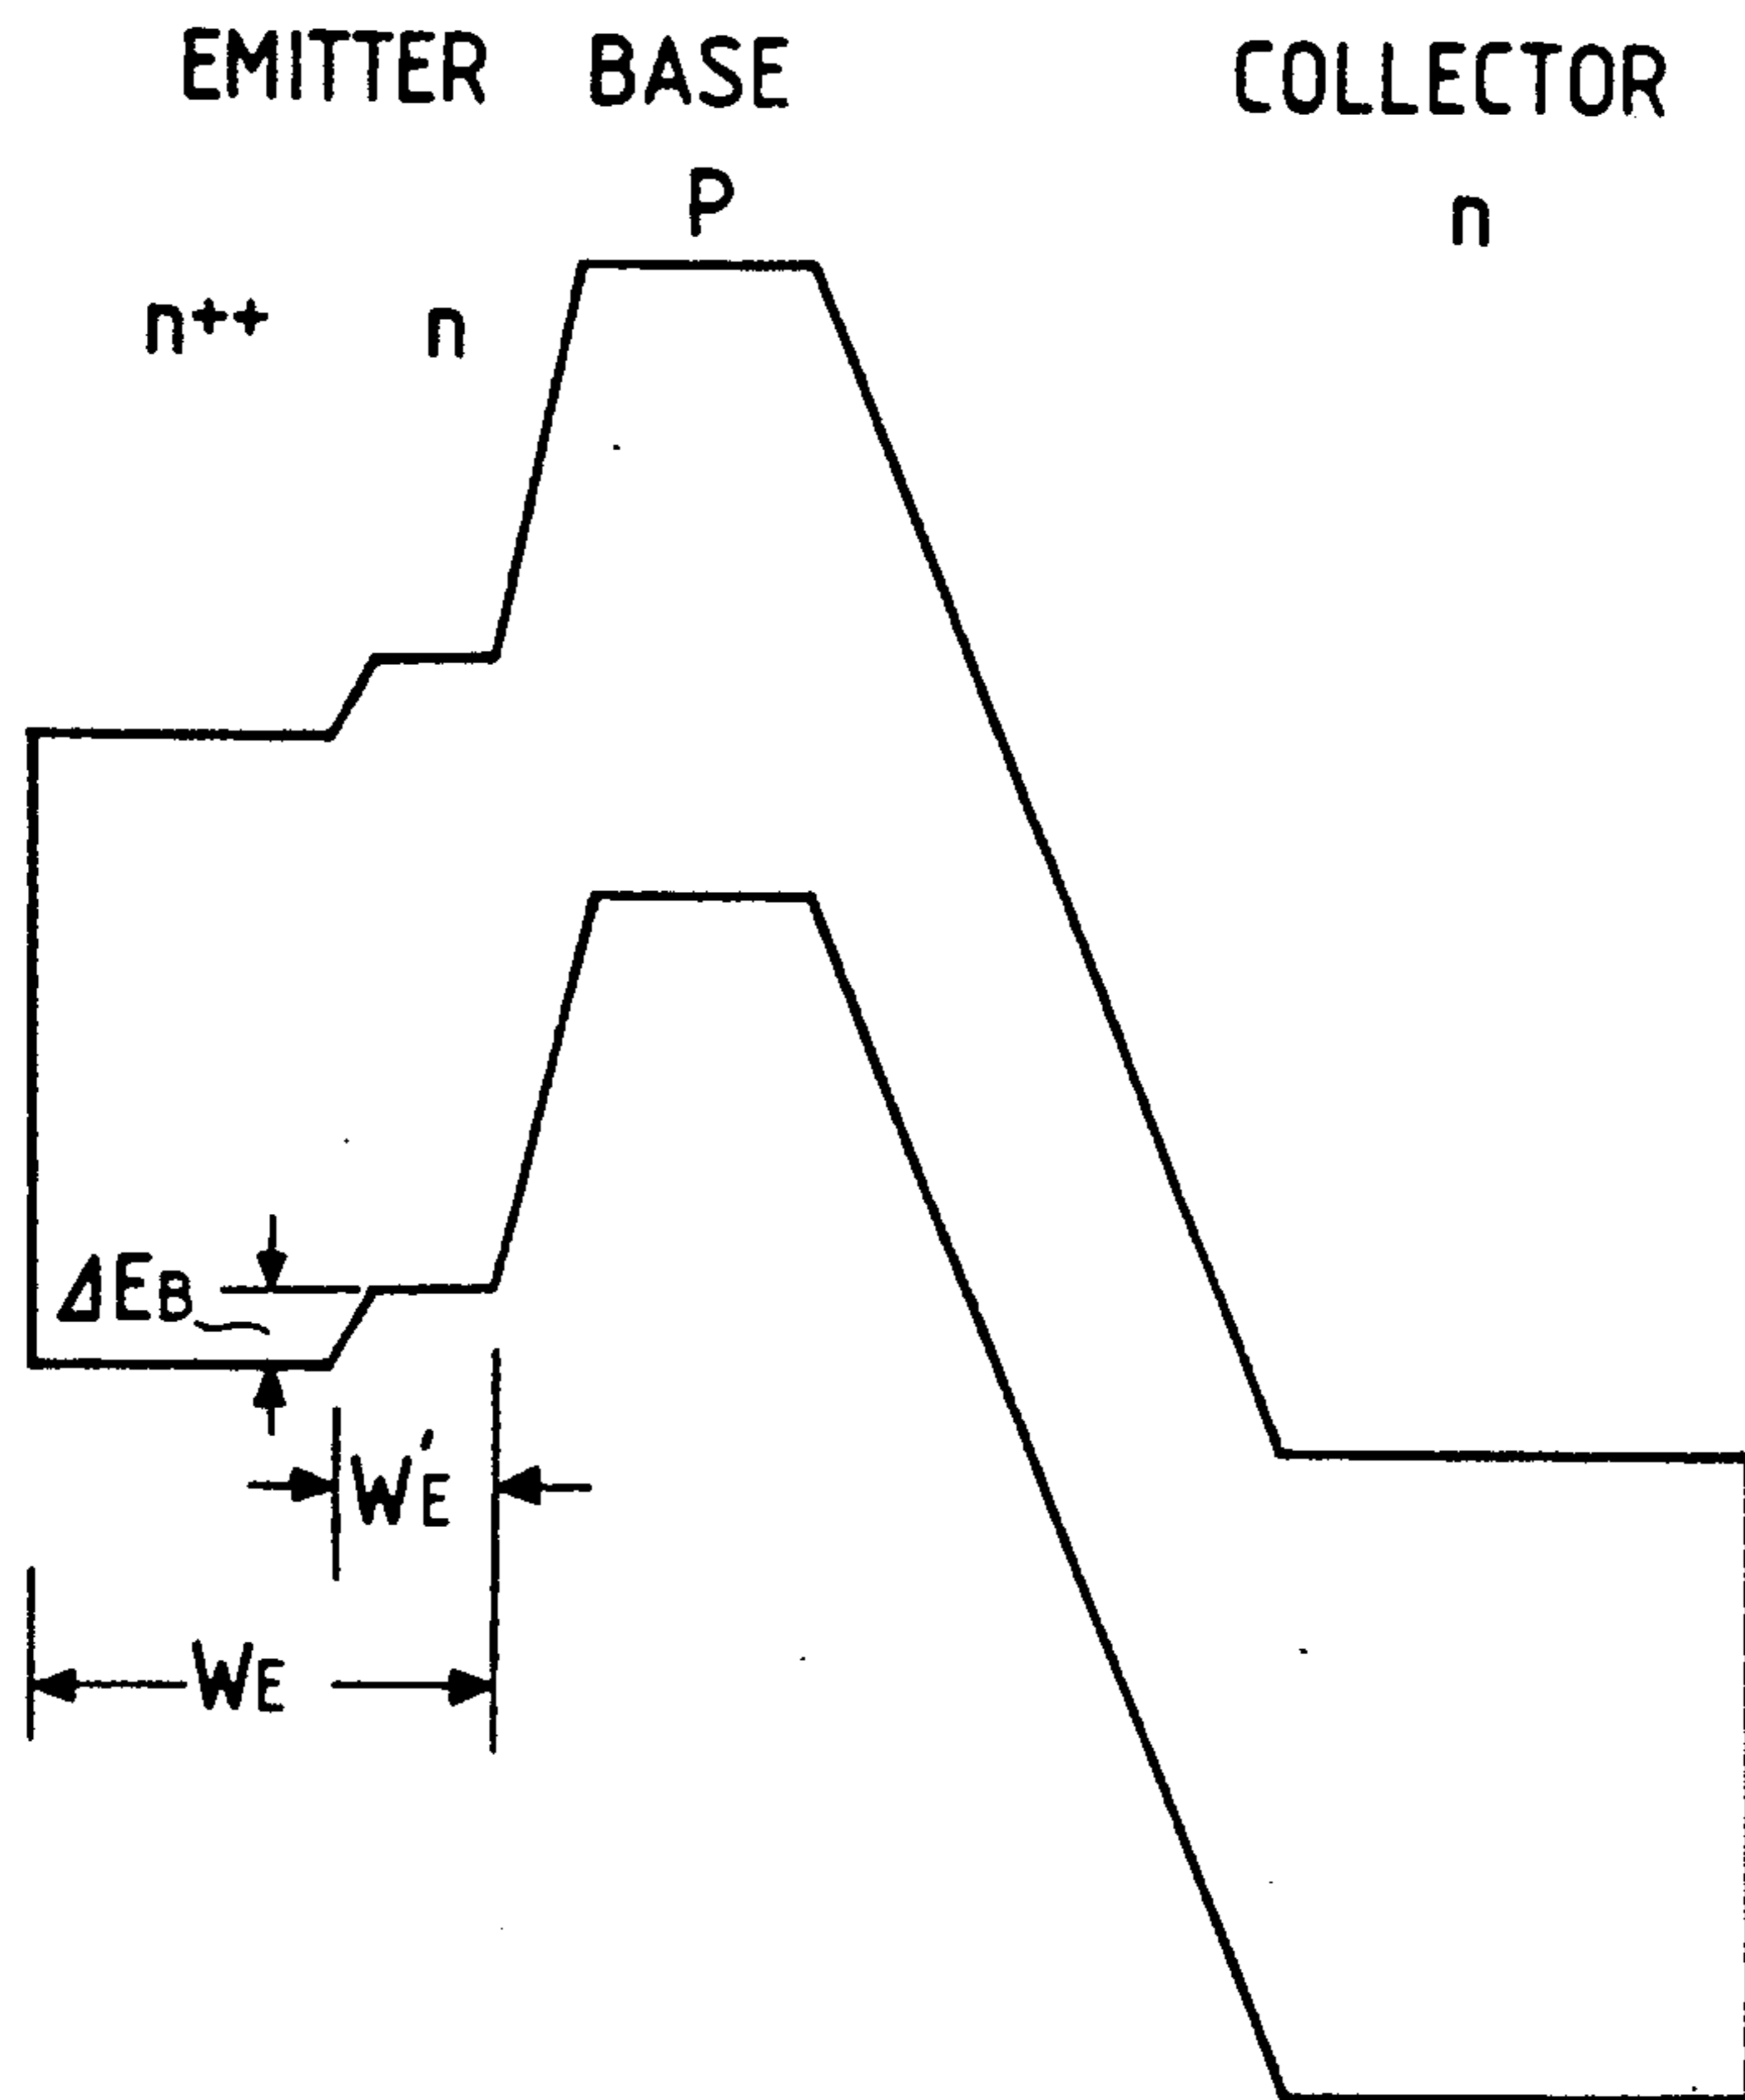 EMITTER BASE COLLECTOR
P
n
n++ n
ΔEB
W'E
WE